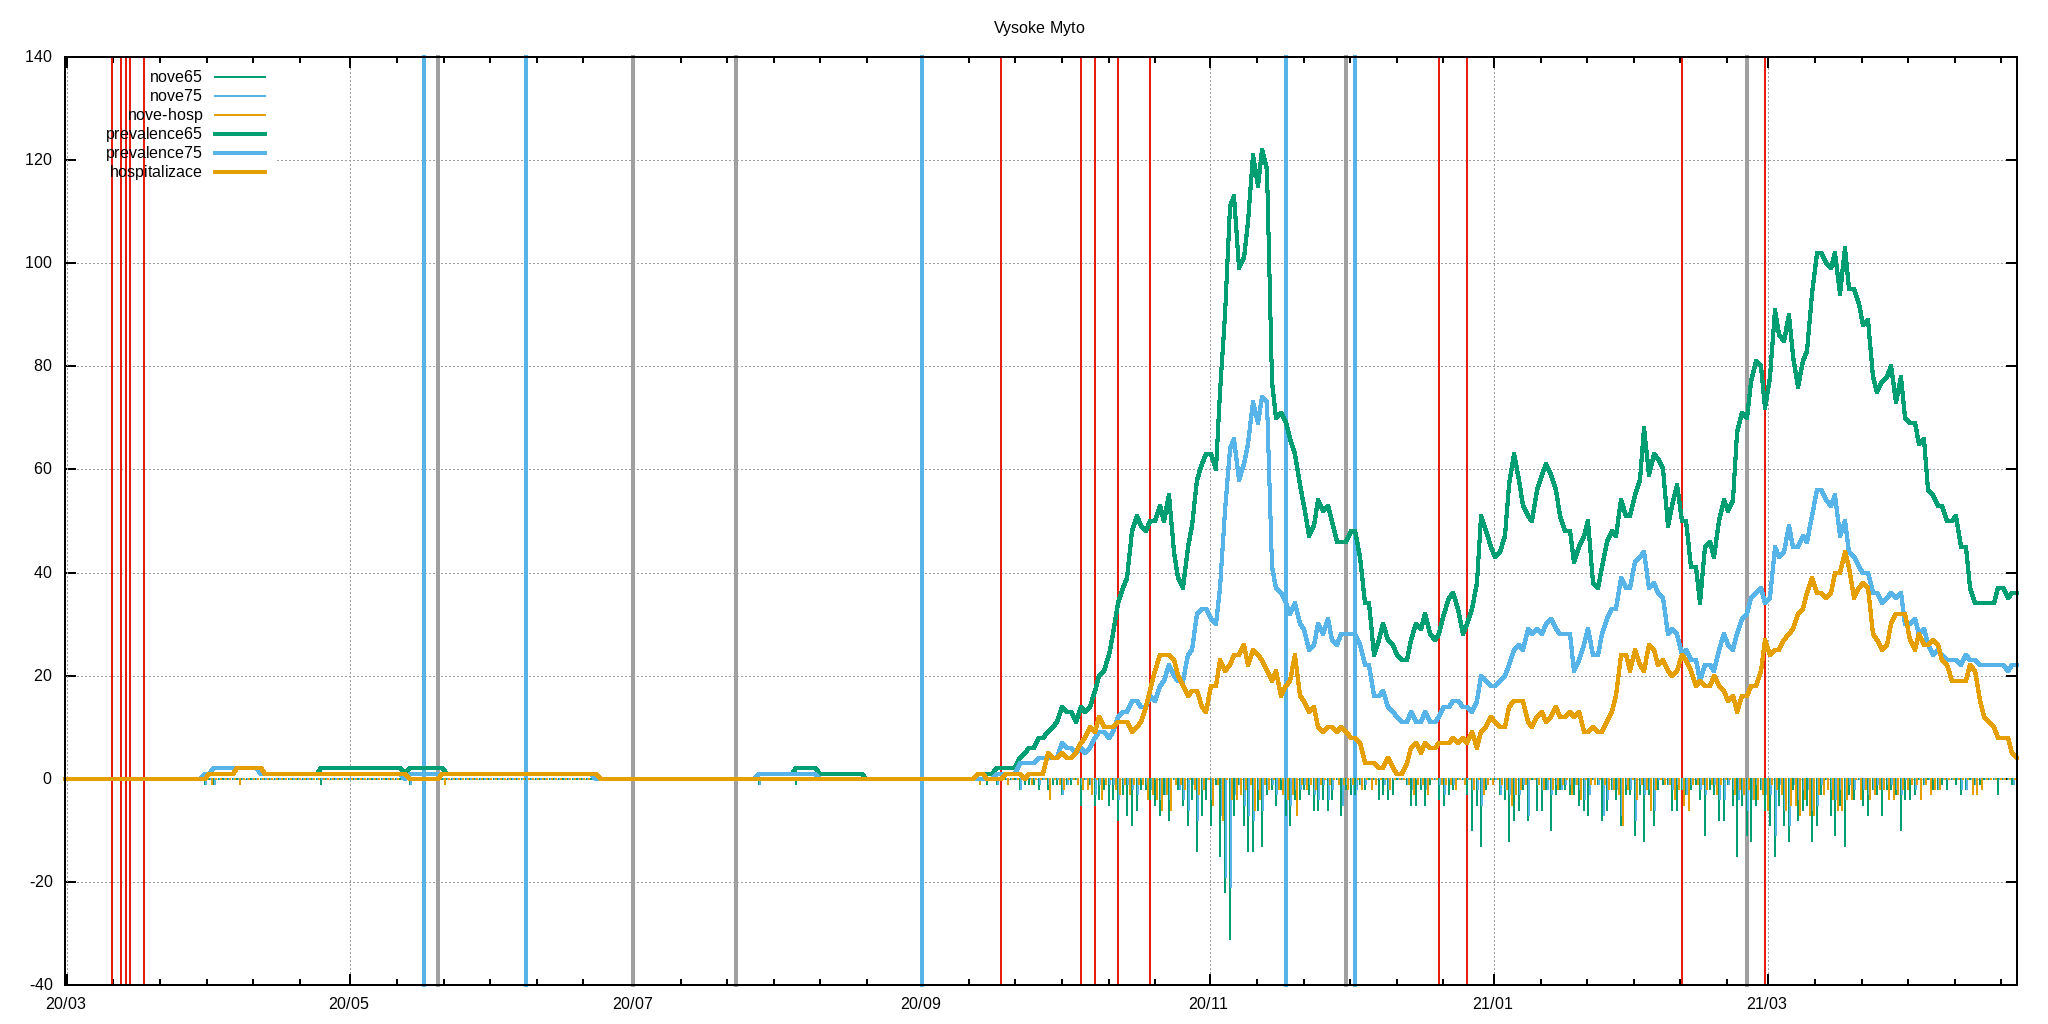 Vysoke Myto
140
120
100
80
60
40
20
0
-20
-40
nove65
nove75
nove-hosp
prevalence65
prevalence75
hospitalizace
20/03 20/05 20/07 20/09 20/11 21/01 21/03